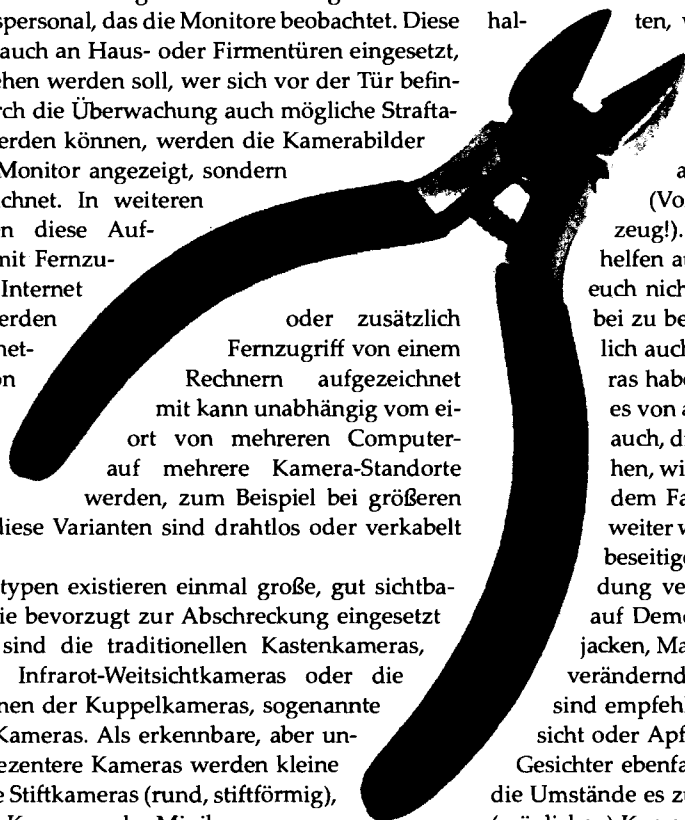 spersonal, das die Monitore beobachtet. Diese
auch an Haus- oder Firmentüren eingesetzt,
ehen werden soll, wer sich vor der Tür befin-
rch die Überwachung auch mögliche Strafta-
erden können, werden die Kamerabilder
Monitor angezeigt, sondern
chnet. In weiteren
n diese Auf-
mit Fernzu-
Internet
erden oder zusätzlich
net- Fernzugriff von einem
on Rechnern aufgezeichnet
mit kann unabhängig vom ei-
ort von mehreren Computer-
auf mehrere Kamera-Standorte
werden, zum Beispiel bei größeren
diese Varianten sind drahtlos oder verkabelt
typen existieren einmal große, gut sichtba-
ie bevorzugt zur Abschreckung eingesetzt
sind die traditionellen Kastenkameras,
Infrarot-Weitsichtkameras oder die
nen der Kuppelkameras, sogenannte
Kameras. Als erkennbare, aber un-
ezentere Kameras werden kleine
e Stiftkameras (rund, stiftförmig),
hal- ten,
(Vo
zeug!).
helfen a
euch nich
bei zu be
lich auch
ras habe
es von a
auch, d
hen, wi
dem Fa
weiter
beseitige
dung ve
auf Dem
jacken, Ma
verändernd
sind empfeh
sicht oder Apf
Gesichter ebenfa
die Umstände es z